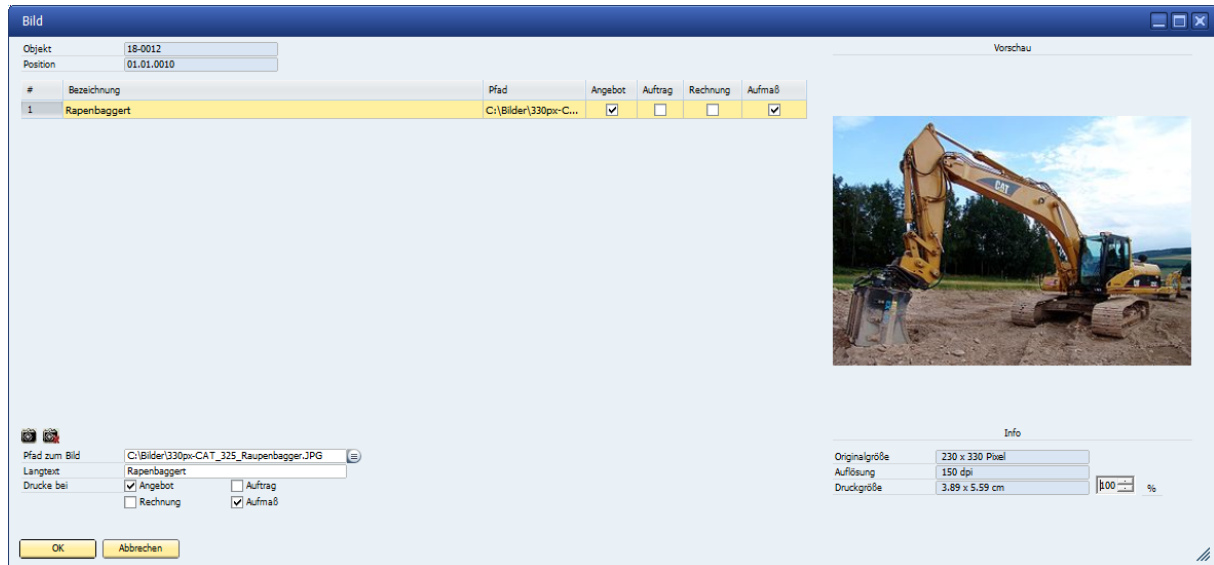 Bild
Objekt 18-0012
Position 01.01.0010
Vorschau
# Bezeichnung Pfad Angebot Auftrag Rechnung Aufmaß
1 Rapenbaggert C:\Bilder\330px-C...
CAT
Pfad zum Bild C:\Bilder\330px-CAT_325_Raupenbagger.JPG
Langtext Rapenbaggert
Drucke bei Angebot Auftrag
Rechnung Aufmaß
Info
Originalgröße 230 x 330 Pixel
Auflösung 150 dpi
Druckgröße 3.89 x 5.59 cm 100 %
OK Abbrechen